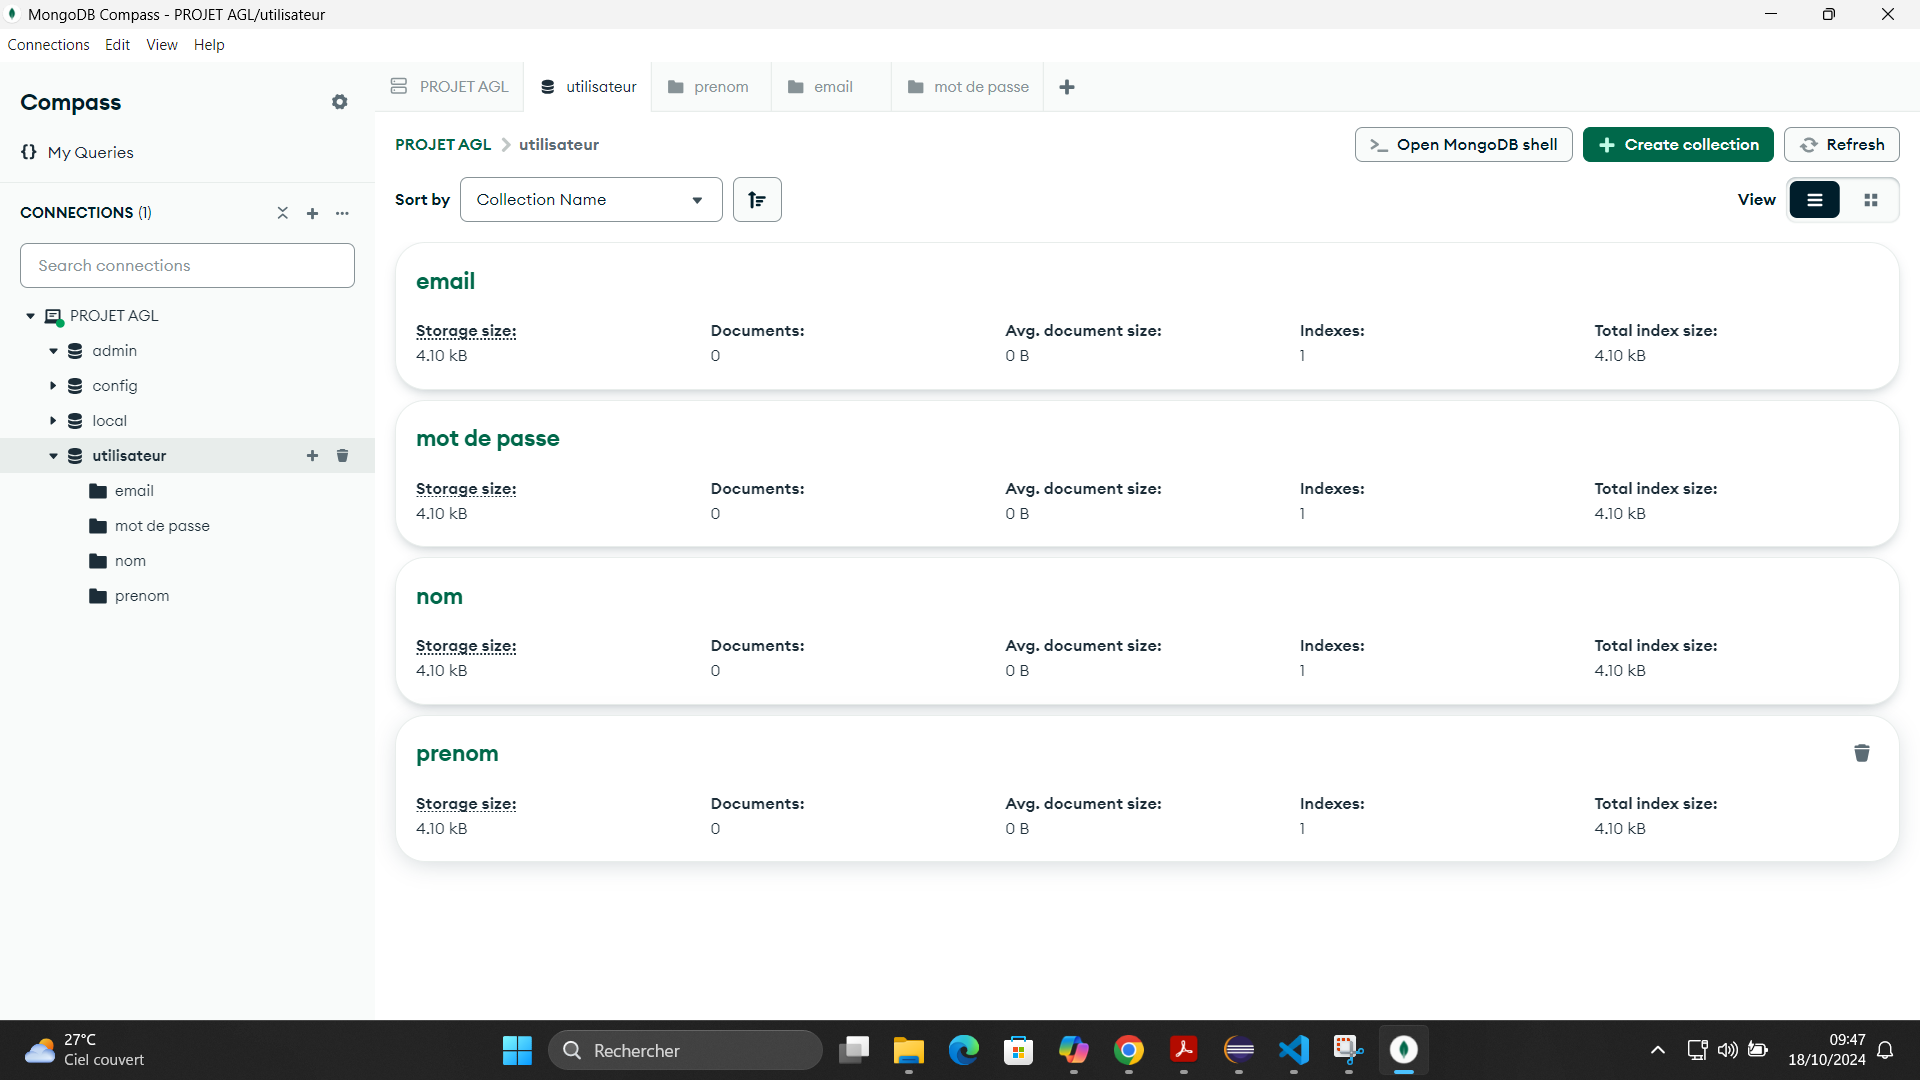 MongoDB Compass - PROJET AGL/utilisateur
Connections Edit View Help
Compass
My Queries
CONNECTIONS (1)
Search connections
PROJET AGL
admin
config
local
utilisateur
email
mot de passe
nom
prenom
PROJET AGL utilisateur prenom email mot de passe
PROJET AGL > utilisateur
Open MongoDB shell Create collection Refresh
Sort by Collection Name View
email
Storage size: Documents: Avg. document size: Indexes: Total index size:
4.10 kB 0 0 B 1 4.10 kB
mot de passe
Storage size: Documents: Avg. document size: Indexes: Total index size:
4.10 kB 0 0 B 1 4.10 kB
nom
Storage size: Documents: Avg. document size: Indexes: Total index size:
4.10 kB 0 0 B 1 4.10 kB
prenom
Storage size: Documents: Avg. document size: Indexes: Total index size:
4.10 kB 0 0 B 1 4.10 kB
27°C
Ciel couvert
Rechercher
09:47
18/10/2024